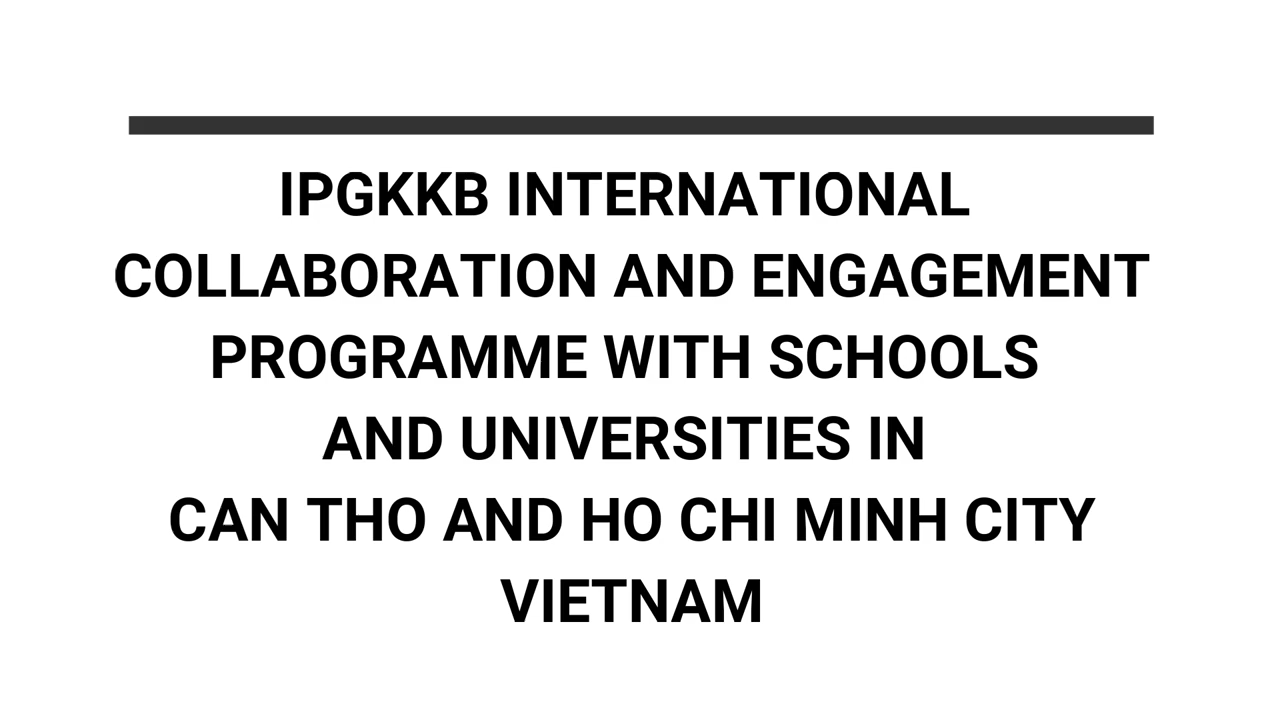 IPGKKB INTERNATIONAL
COLLABORATION AND ENGAGEMENT
PROGRAMME WITH SCHOOLS
AND UNIVERSITIES IN
CAN THO AND HO CHI MINH CITY
VIETNAM